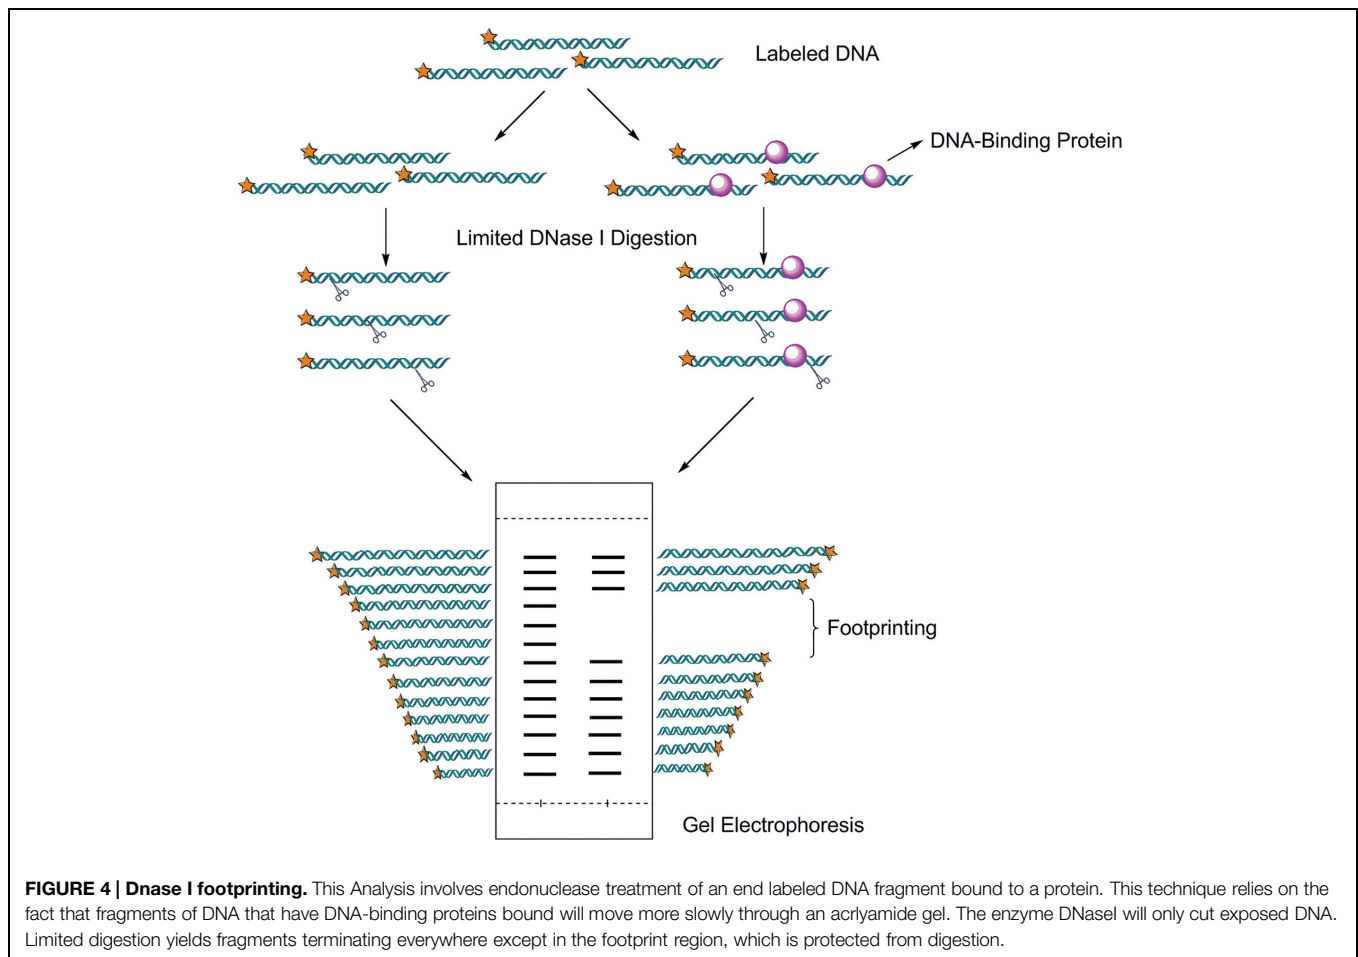 Labeled DNA
DNA-Binding Protein
Limited DNase I Digestion
Footprinting
Gel Electrophoresis
FIGURE 4 | Dnase I footprinting. This Analysis involves endonuclease treatment of an end labeled DNA fragment bound to a protein. This technique relies on the
fact that fragments of DNA that have DNA-binding proteins bound will move more slowly through an acrlyamide gel. The enzyme DNaseI will only cut exposed DNA.
Limited digestion yields fragments terminating everywhere except in the footprint region, which is protected from digestion.